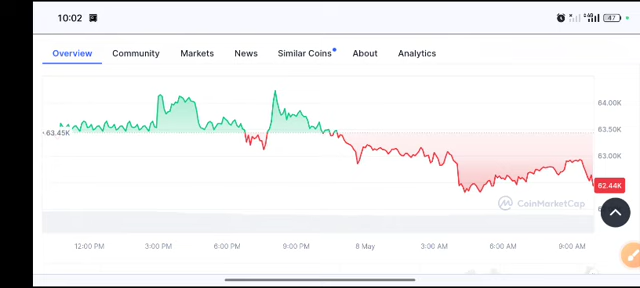 10:02
4G
47
Overview Community Markets News Similar Coins About Analytics
64.00K
63.45K
63.50K
63.00K
62.44K
CoinMarketCap
12:00 PM 3:00 PM 6:00 PM 9:00 PM 8 May 3:00 AM 6:00 AM 9:00 AM